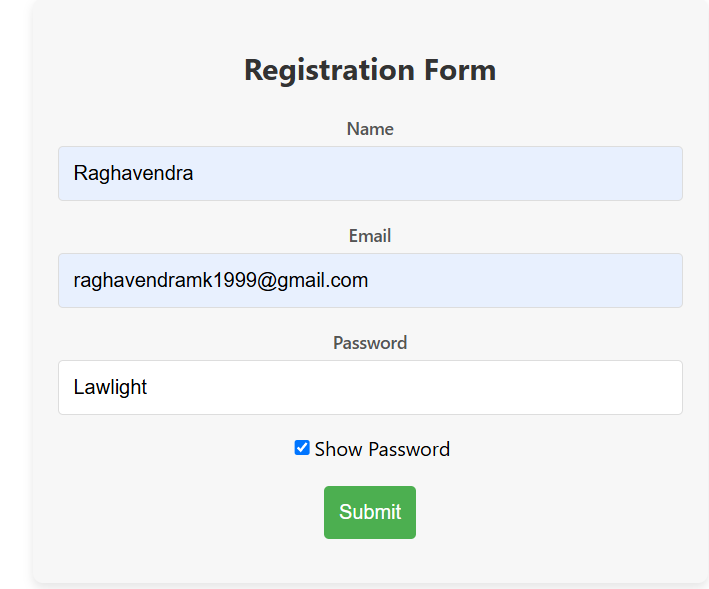 Registration Form
Name
Raghavendra
Email
raghavendramk1999@gmail.com
Password
Lawlight
Show Password
Submit